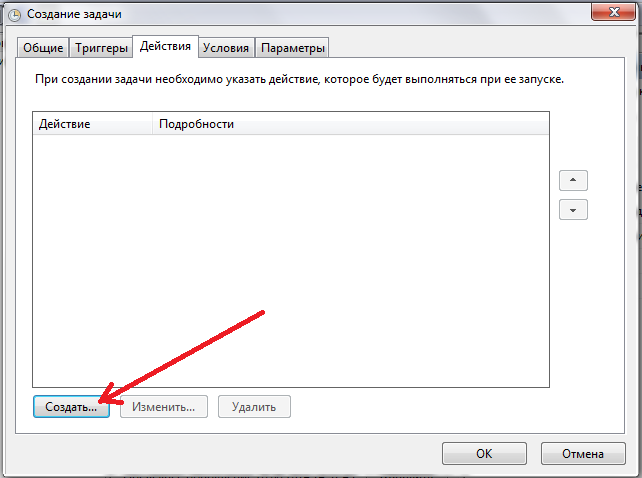 Создание задачи
Общие Триггеры Действия Условия Параметры
При создании задачи необходимо указать действие, которое будет выполняться при ее запуске.
Действие Подробности
Создать... Изменить... Удалить
ОК Отмена